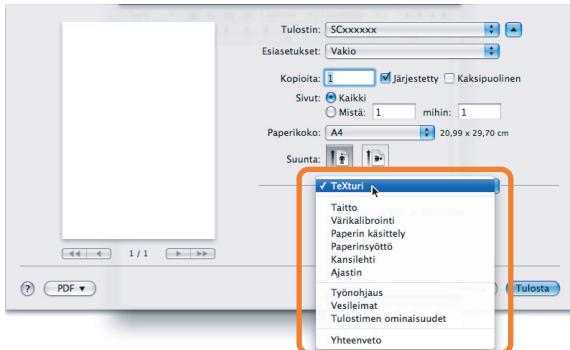 Tulostin: SCxxxxxx
Esiasetukset: Vakio
Kopioita: 1 Järjestetty Kaksipuolinen
Sivut: Kaikki
Mistä: 1 mihin: 1
Paperikoko: A4 20,99 x 29,70 cm
Suunta:
✓ TeXturi
Taitto
Värikalibrointi
Paperin käsittely
Paperinsyöttö
Kansilehti
Ajastin
Työnohjaus
Vesileimat
Tulostimen ominaisuudet
Yhteenveto
1 / 1
? PDF ▼ Tulosta